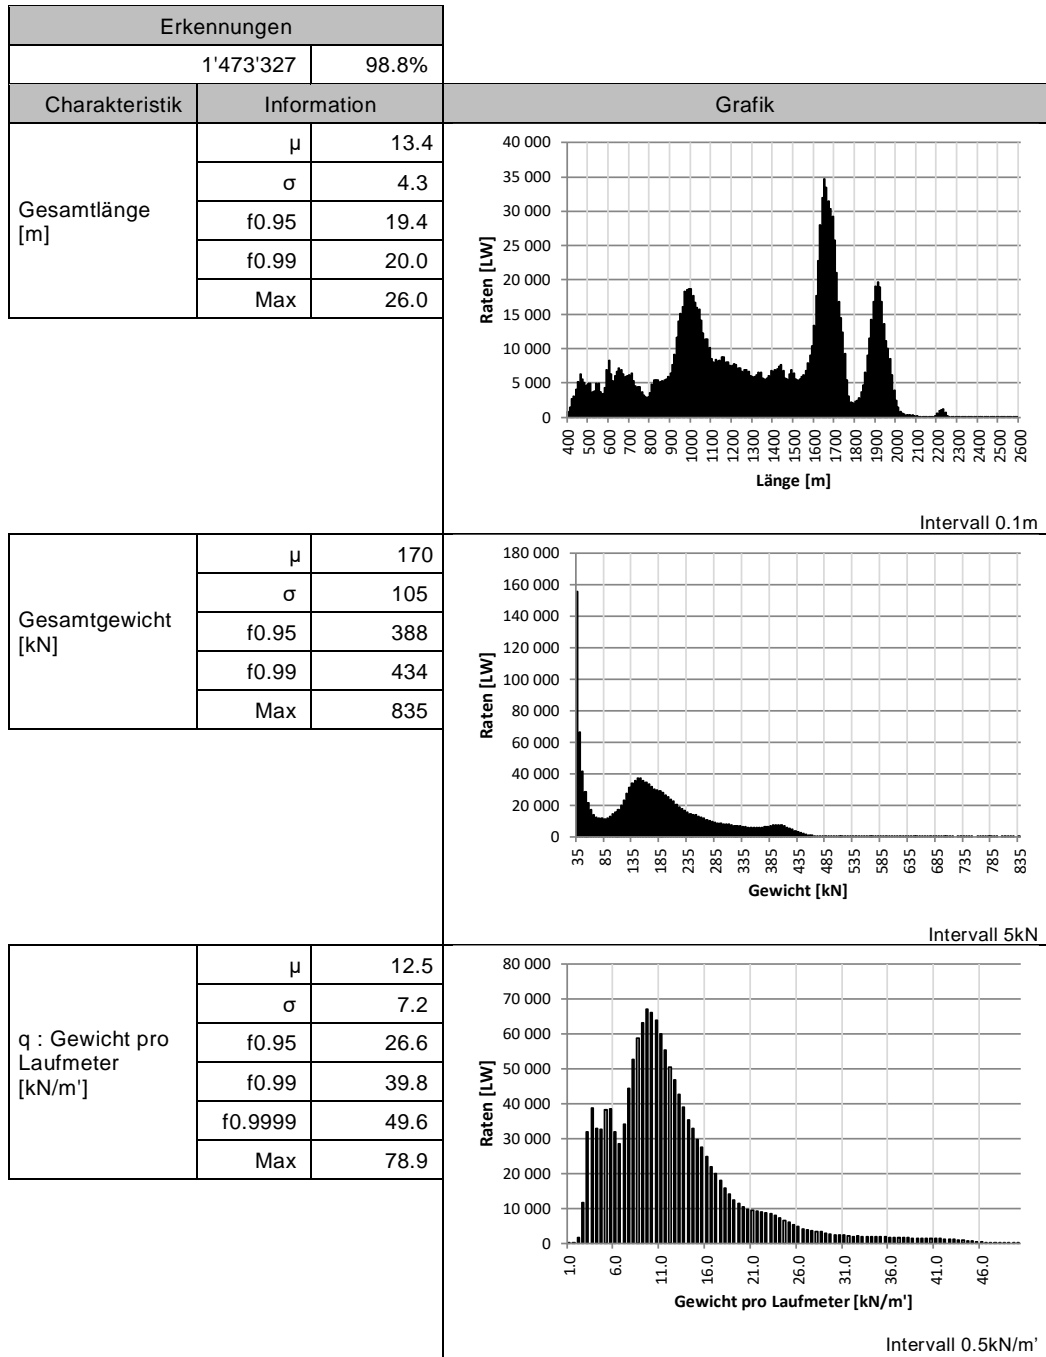 Erkennungen
1'473'327 98.8%
Charakteristik Information Grafik
Gesamtlänge [m]
µ 13.4
σ 4.3
f0.95 19.4
f0.99 20.0
Max 26.0
40 000
35 000
30 000
25 000
20 000
15 000
10 000
5 000
0
Raten [LW]
400 500 600 700 800 900 1000 1100 1200 1300 1400 1500 1600 1700 1800 1900 2000 2100 2200 2300 2400 2500 2600
Länge [m]
Intervall 0.1m
Gesamtgewicht [kN]
µ 170
σ 105
f0.95 388
f0.99 434
Max 835
180 000
160 000
140 000
120 000
100 000
80 000
60 000
40 000
20 000
0
Raten [LW]
35 85 135 185 235 285 335 385 435 485 535 585 635 685 735 785 835
Gewicht [kN]
Intervall 5kN
q : Gewicht pro Laufmeter [kN/m']
µ 12.5
σ 7.2
f0.95 26.6
f0.99 39.8
f0.9999 49.6
Max 78.9
80 000
70 000
60 000
50 000
40 000
30 000
20 000
10 000
0
Raten [LW]
1.0 6.0 11.0 16.0 21.0 26.0 31.0 36.0 41.0 46.0
Gewicht pro Laufmeter [kN/m']
Intervall 0.5kN/m’